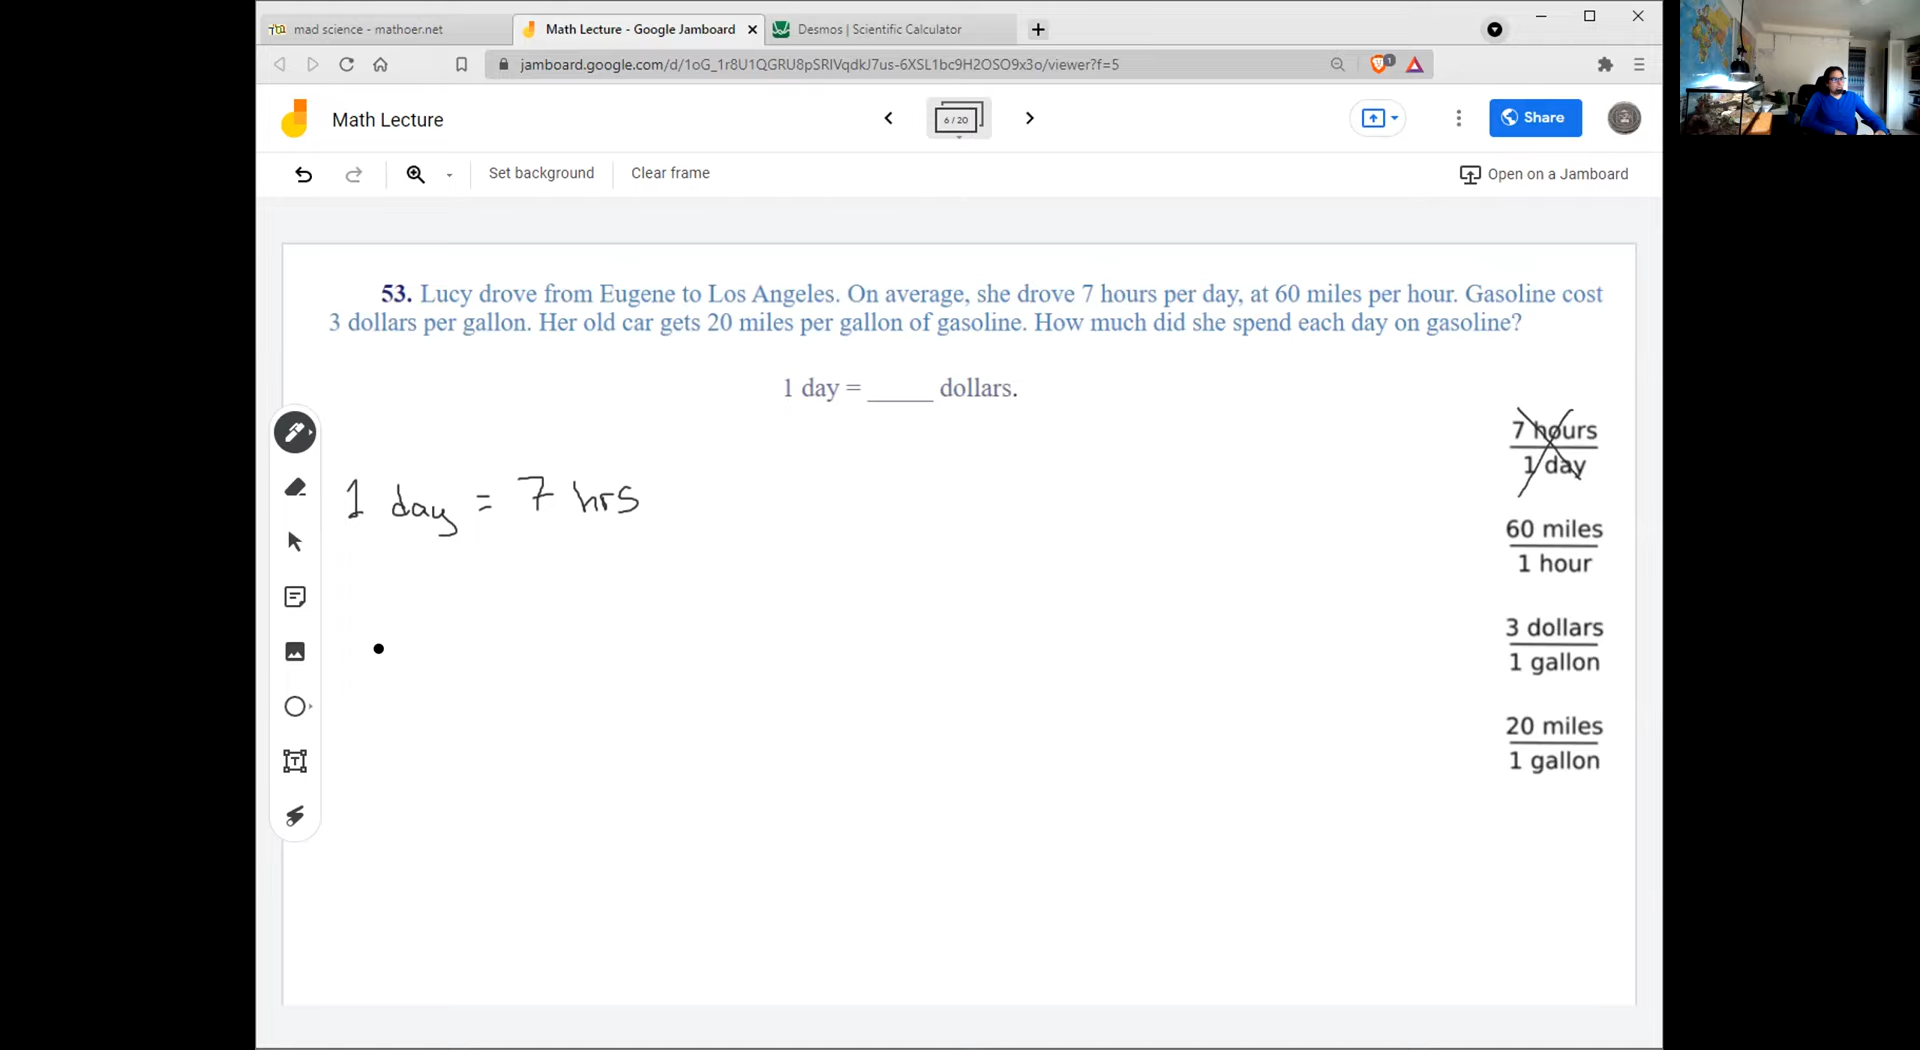 mad science - mathoer.net
Math Lecture - Google Jamboard
Desmos | Scientific Calculator
jamboard.google.com/d/1oG_1r8U1QGRU8pSRIVqdkJ7us-6XSL1bc9H2OSO9x3o/viewer?f=5
1
Math Lecture
6 / 20
Share
Set background
Clear frame
Open on a Jamboard
53. Lucy drove from Eugene to Los Angeles. On average, she drove 7 hours per day, at 60 miles per hour. Gasoline cost
3 dollars per gallon. Her old car gets 20 miles per gallon of gasoline. How much did she spend each day on gasoline?
1 day = _____ dollars.
7 hours
1 day
1 day = 7 hrs
60 miles
1 hour
3 dollars
1 gallon
20 miles
1 gallon